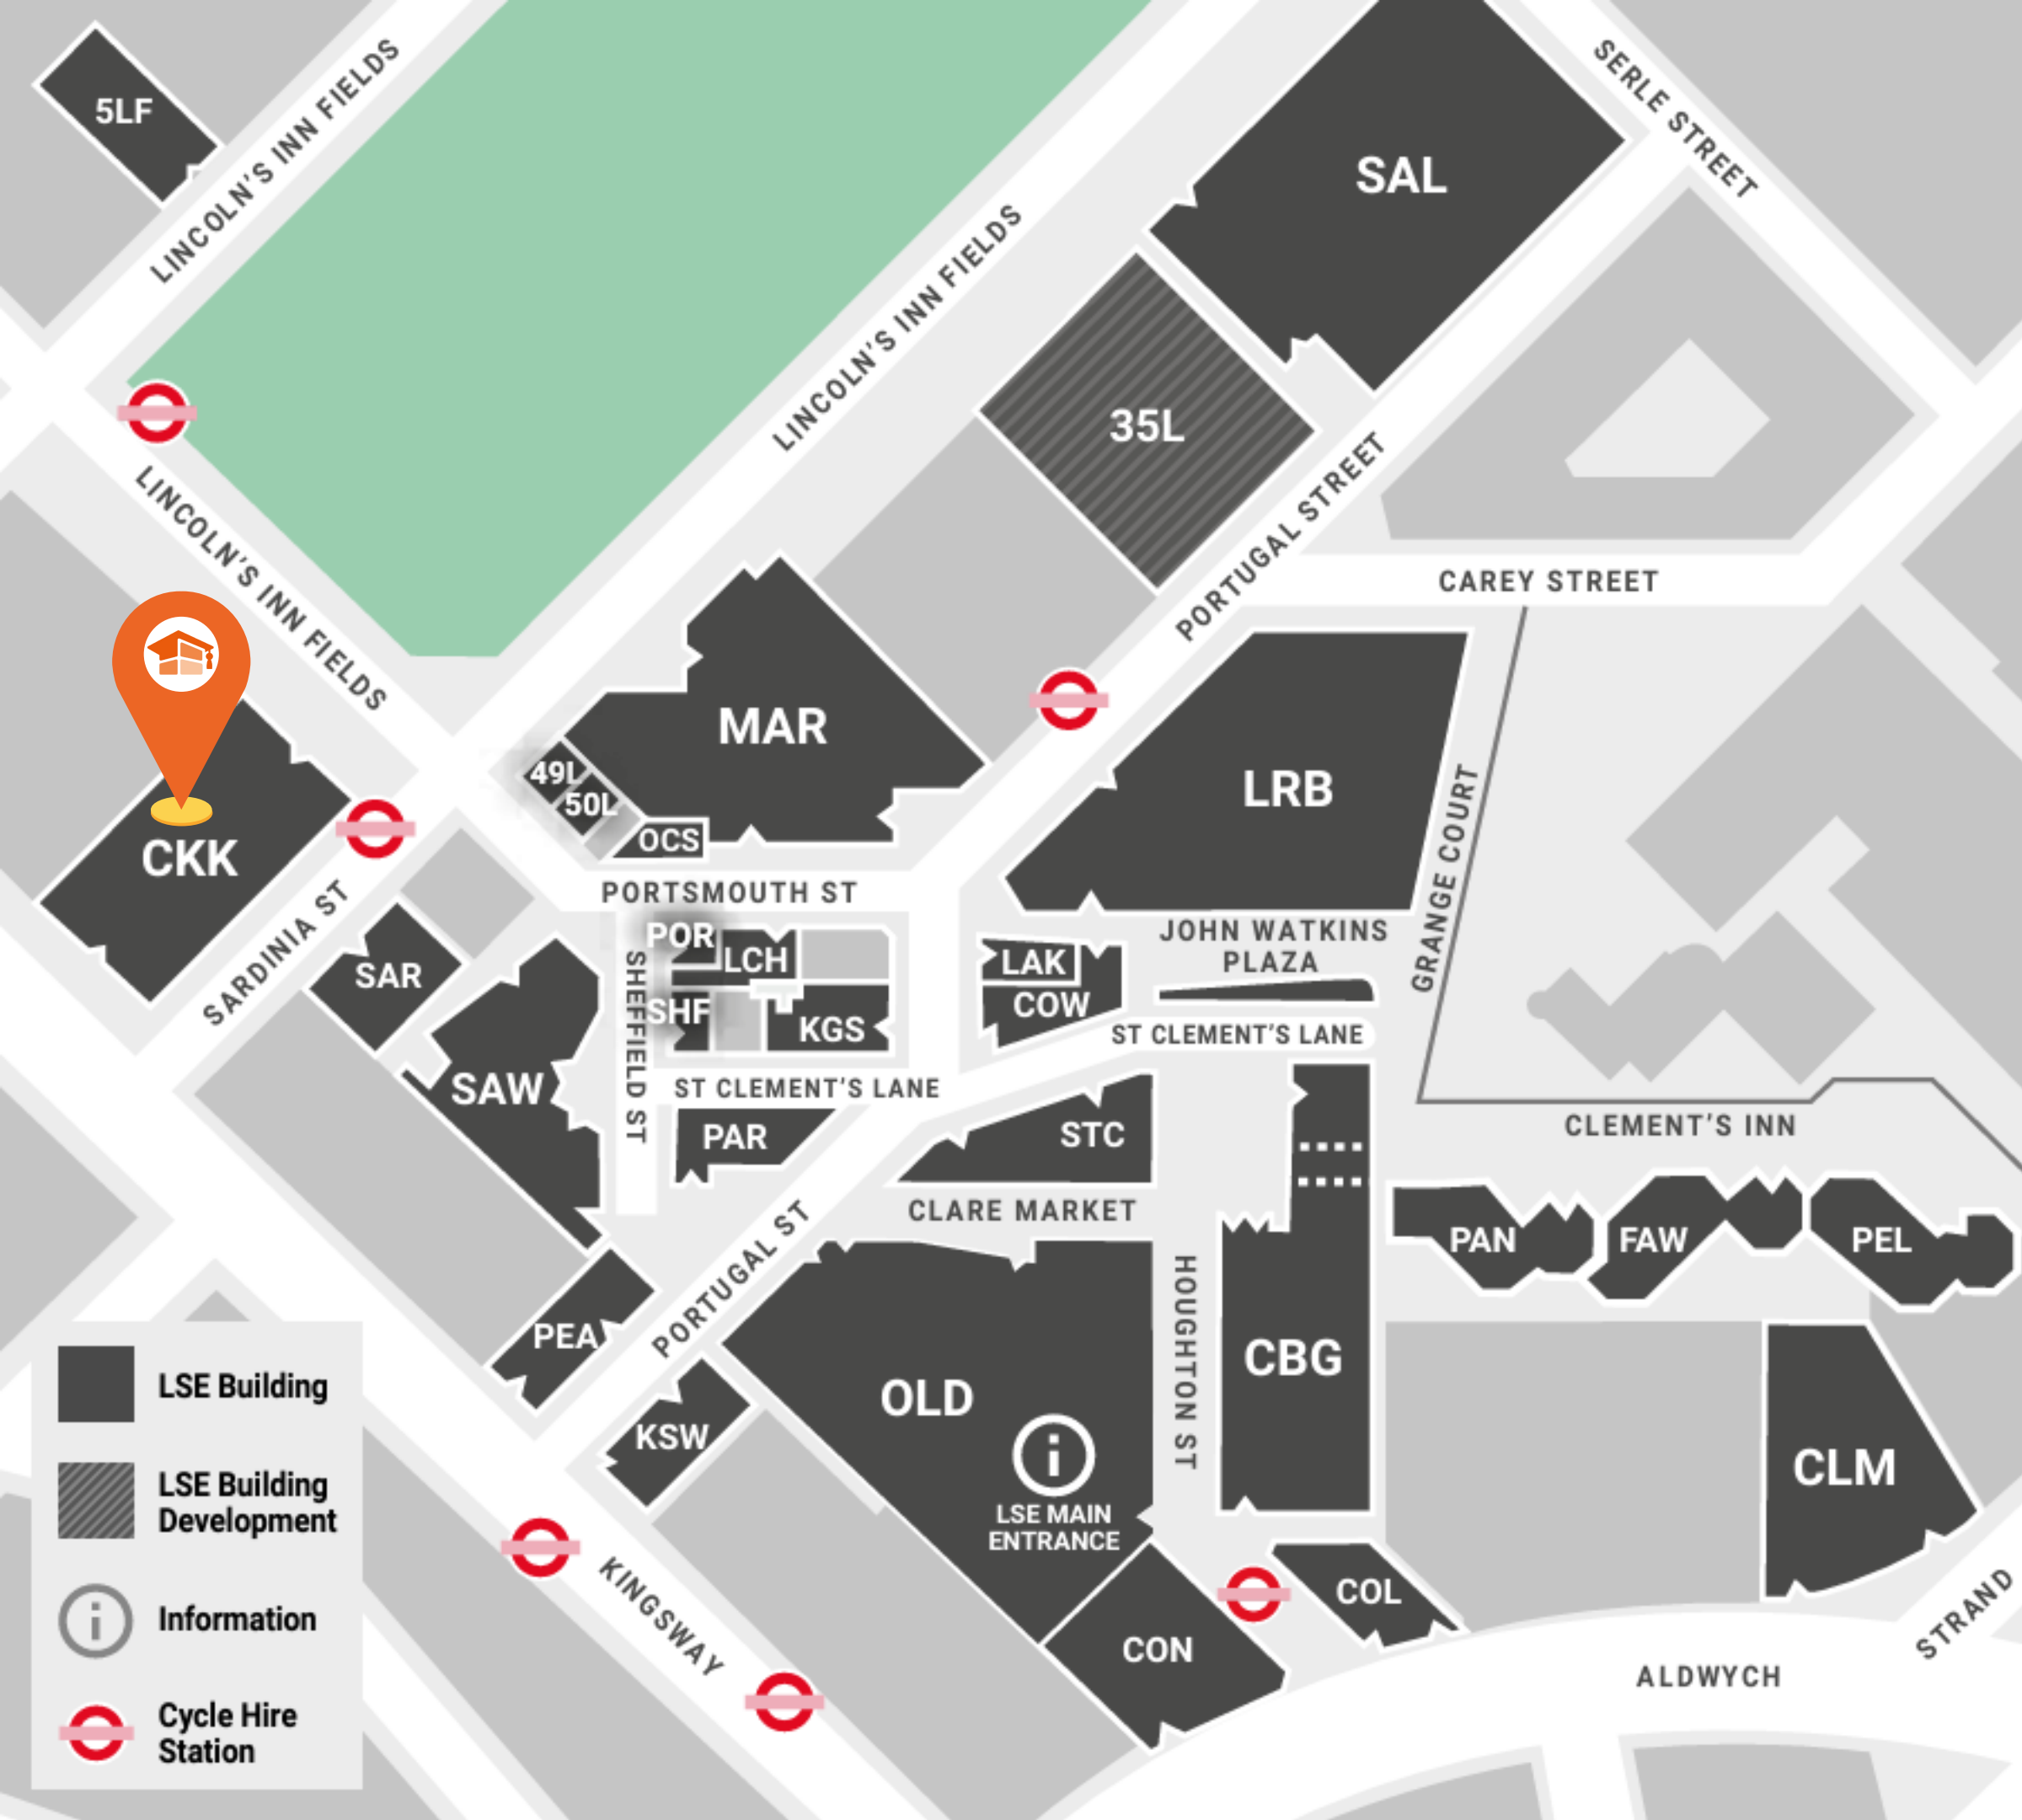 5LF
LINCOLN'S INN FIELDS
SERLE STREET
SAL
LINCOLN'S INN FIELDS
35L
LINCOLN'S INN FIELDS
PORTUGAL STREET
CAREY STREET
MAR
49L
50L
OCS
LRB
GRANGE COURT
CKK
SARDINIA ST
PORTSMOUTH ST
SAR
POR
LCH
SHEFFIELD ST
SHF
KGS
LAK
COW
JOHN WATKINS
PLAZA
ST CLEMENT'S LANE
SAW
ST CLEMENT'S LANE
PAR
STC
CLEMENT'S INN
CLARE MARKET
PORTUGAL ST
PAN
FAW
PEL
PEA
HOUGHTON ST
CBG
OLD
KSW
LSE MAIN
ENTRANCE
CLM
KINGSWAY
COL
CON
STRAND
ALDWYCH
LSE Building
LSE Building
Development
Information
Cycle Hire
Station